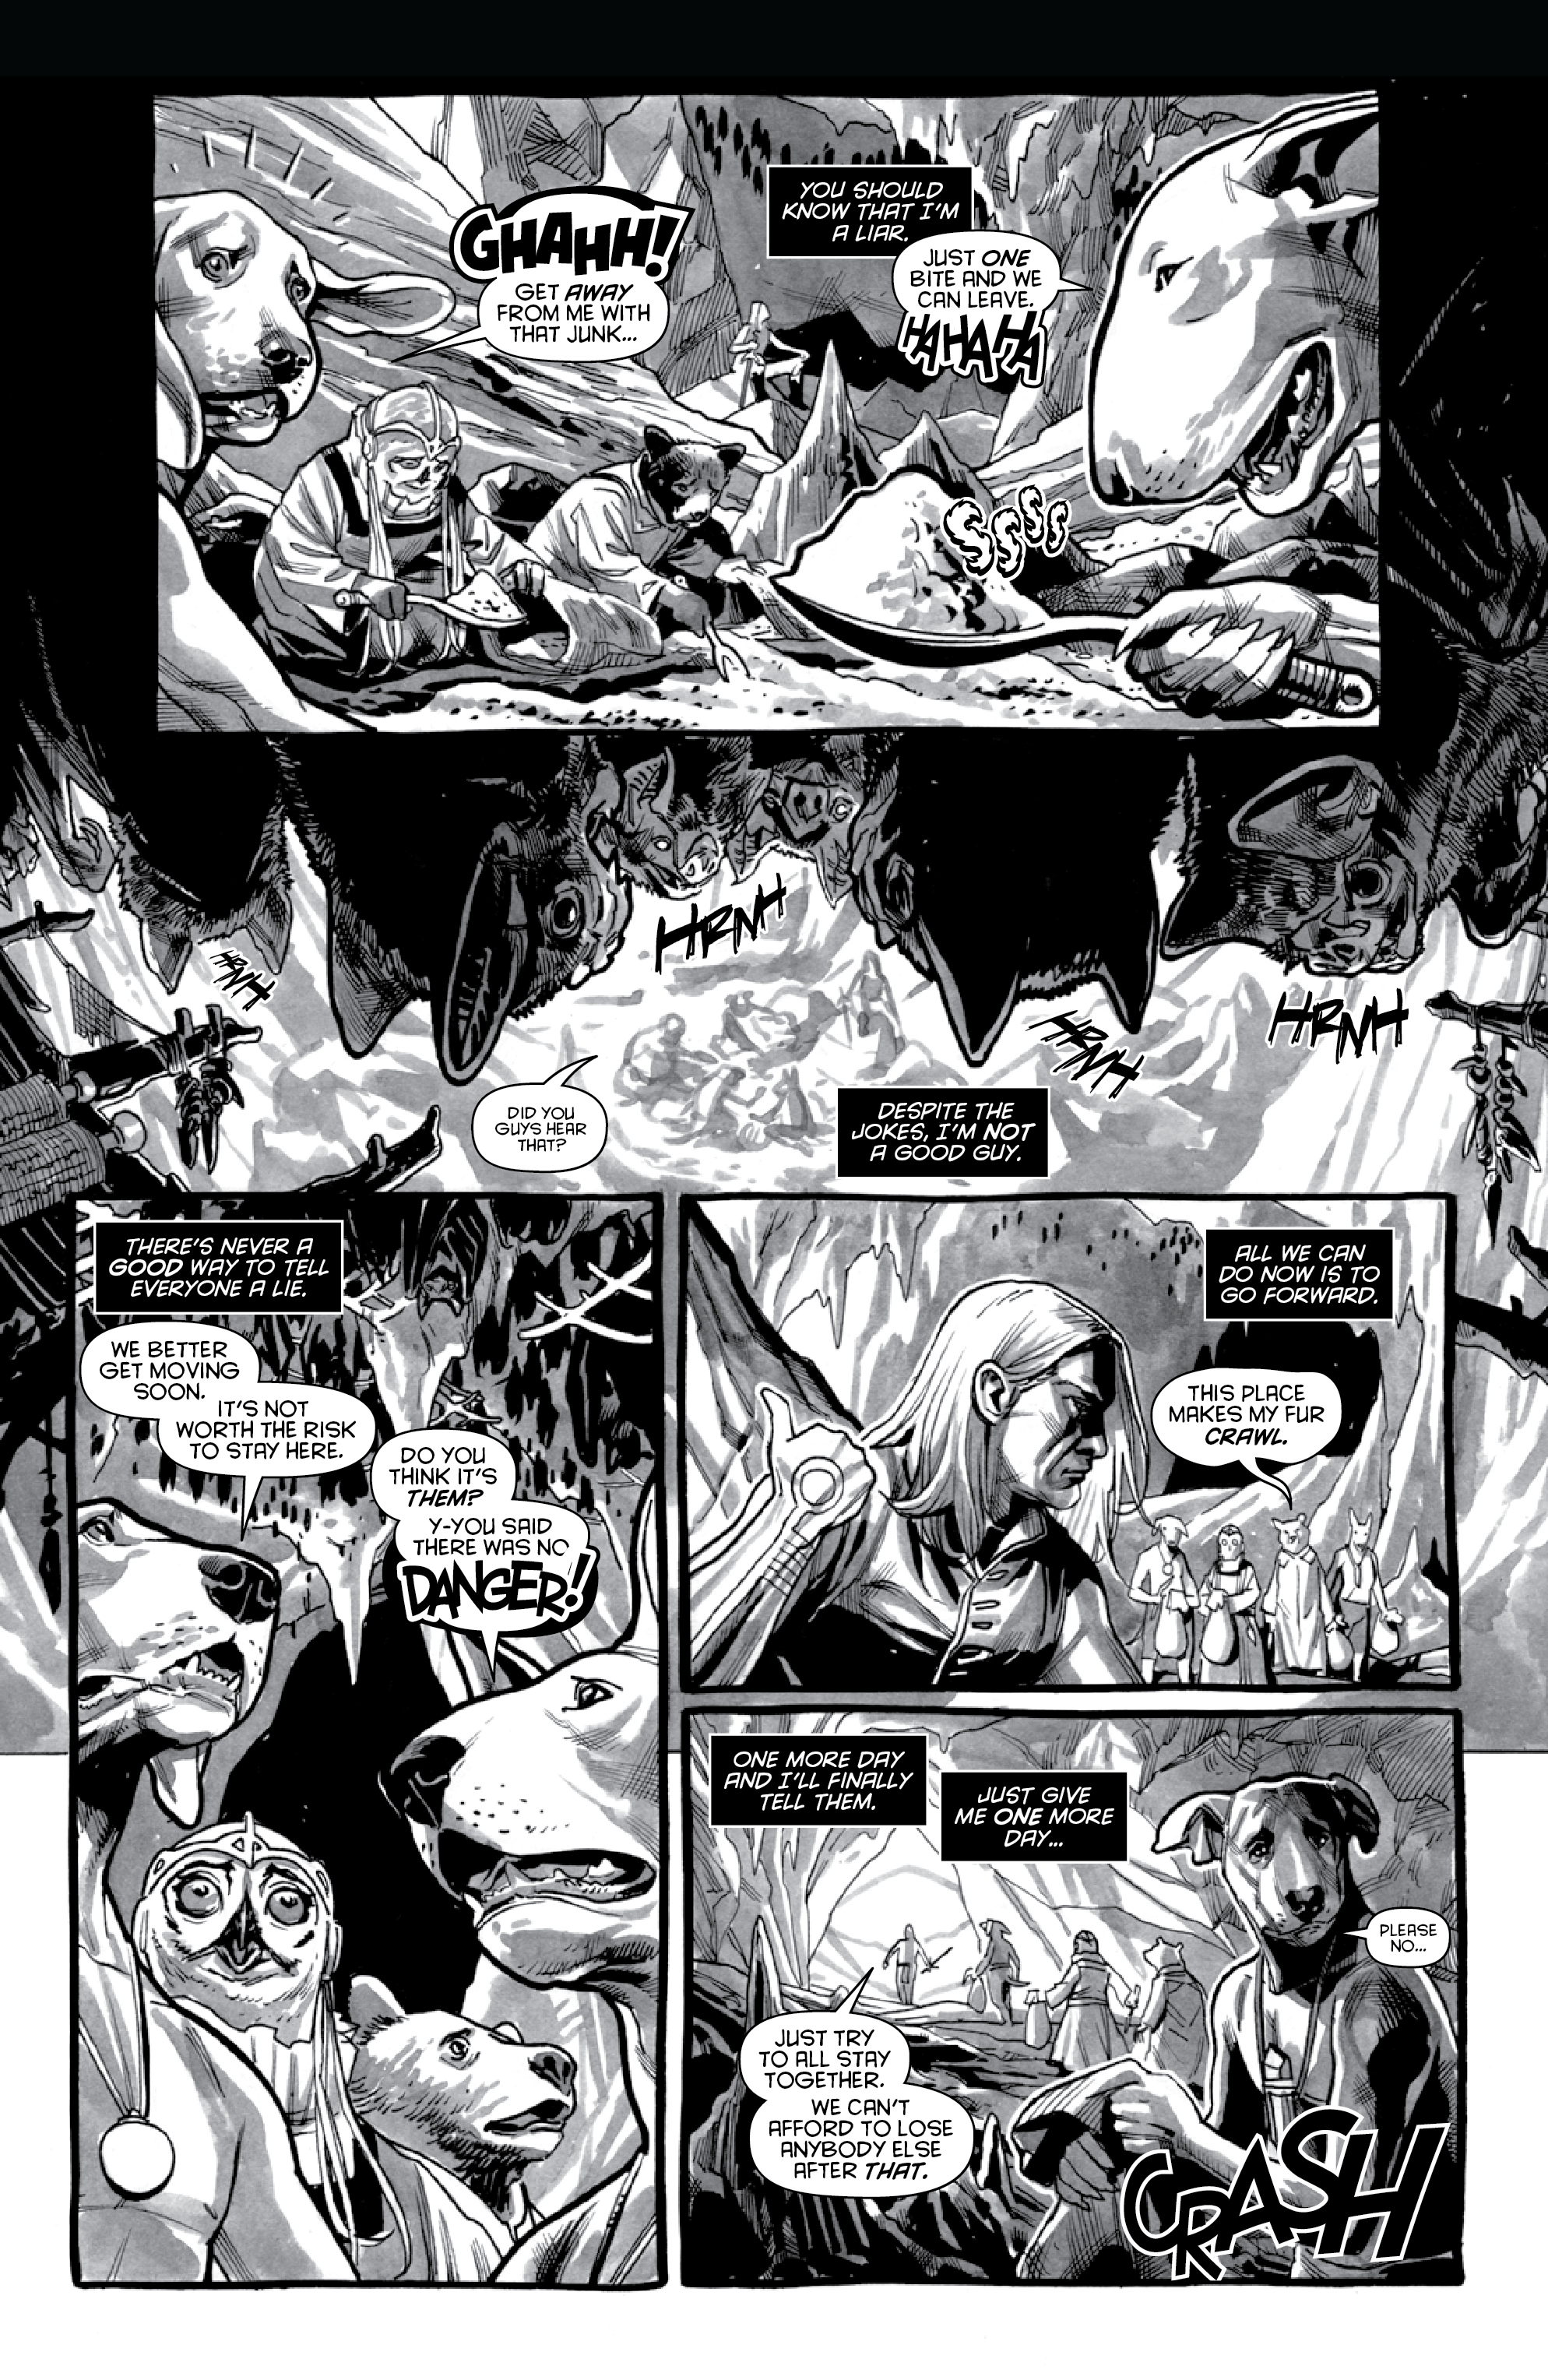 YOU SHOULD
KNOW THAT I'M
A LIAR.
GHAHH!
GET AWAY
FROM ME WITH
THAT JUNK...
JUST ONE
BITE AND WE
CAN LEAVE.
HAHAHA
SSSS
HRNH
HRNH
HRNH
HRNH
DID YOU
GUYS HEAR
THAT?
DESPITE THE
JOKES, I'M NOT
A GOOD GUY.
THERE'S NEVER A
GOOD WAY TO TELL
EVERYONE A LIE.
WE BETTER
GET MOVING
SOON.
IT'S NOT
WORTH THE RISK
TO STAY HERE.
DO YOU
THINK IT'S
THEM?
Y-YOU SAID
THERE WAS NO
DANGER!
ALL WE CAN
DO NOW IS TO
GO FORWARD.
THIS PLACE
MAKES MY FUR
CRAWL.
ONE MORE DAY
AND I'LL FINALLY
TELL THEM.
JUST GIVE
ME ONE MORE
DAY...
PLEASE
NO...
JUST TRY
TO ALL STAY
TOGETHER.
WE CAN'T
AFFORD TO LOSE
ANYBODY ELSE
AFTER THAT.
CRASH